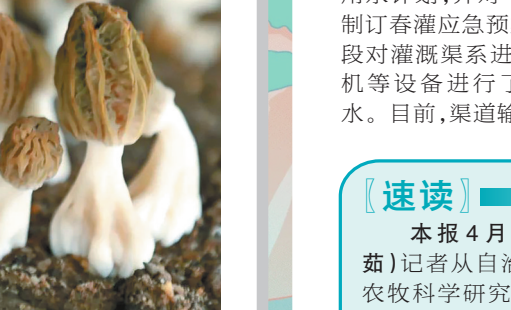 制订春灌应急预
段对灌溉渠系进
机等设备进行了
水。目前,渠道输
〖速读〗
本报4月
茹)记者从自治
农牧科学研究